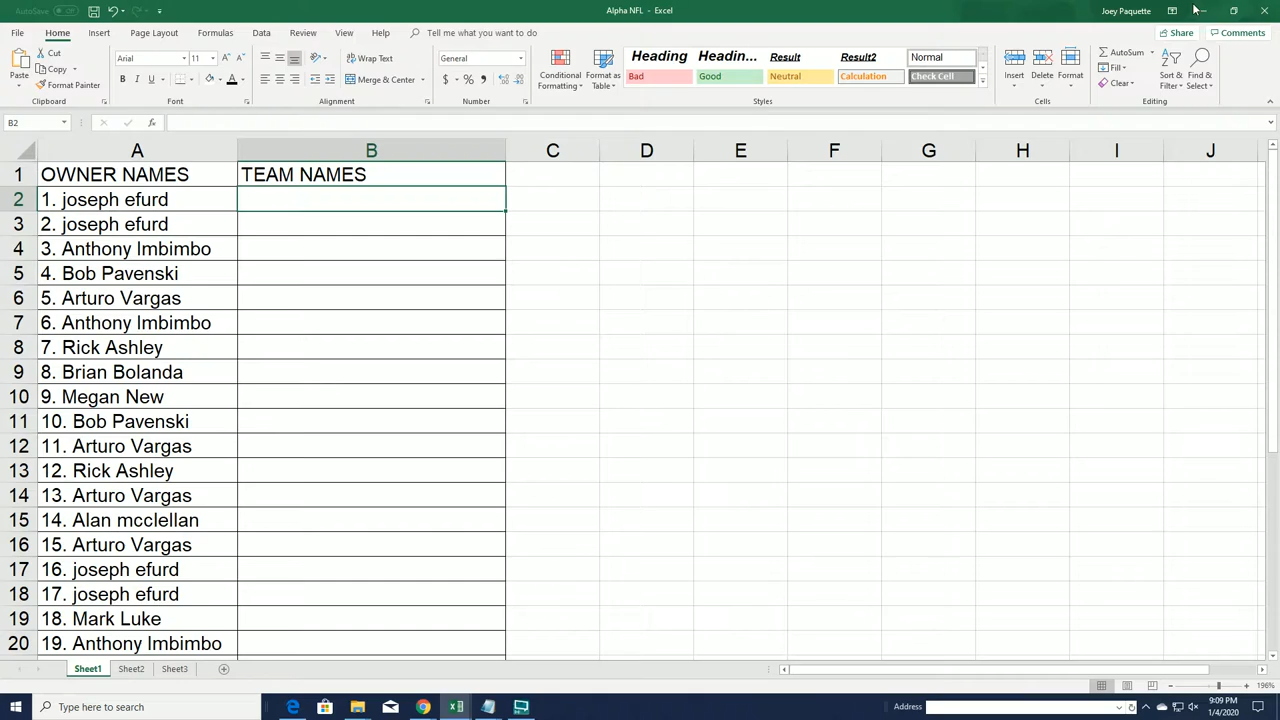 AutoSave Off Alpha NFL - Excel Joey Paquette
File Home Insert Page Layout Formulas Data Review View Help Tell me what you want to do Share Comments
Paste Cut Copy Format Painter Clipboard
Arial 11 A A B I U A Font
Wrap Text Merge & Center Alignment
General $ % , Number
Conditional Formatting Format as Table
Heading Headin... Result Result2 Normal
Bad Good Neutral Calculation Check Cell
Styles
Insert Delete Format Cells
AutoSum Fill Clear Sort & Filter Find & Select Editing
B2 fx
A B C D E F G H I J
1 OWNER NAMES TEAM NAMES
2 1. joseph efurd
3 2. joseph efurd
4 3. Anthony Imbimbo
5 4. Bob Pavenski
6 5. Arturo Vargas
7 6. Anthony Imbimbo
8 7. Rick Ashley
9 8. Brian Bolanda
10 9. Megan New
11 10. Bob Pavenski
12 11. Arturo Vargas
13 12. Rick Ashley
14 13. Arturo Vargas
15 14. Alan mcclellan
16 15. Arturo Vargas
17 16. joseph efurd
18 17. joseph efurd
19 18. Mark Luke
20 19. Anthony Imbimbo
Sheet1 Sheet2 Sheet3
196%
Type here to search Address 9:09 PM
1/4/2020